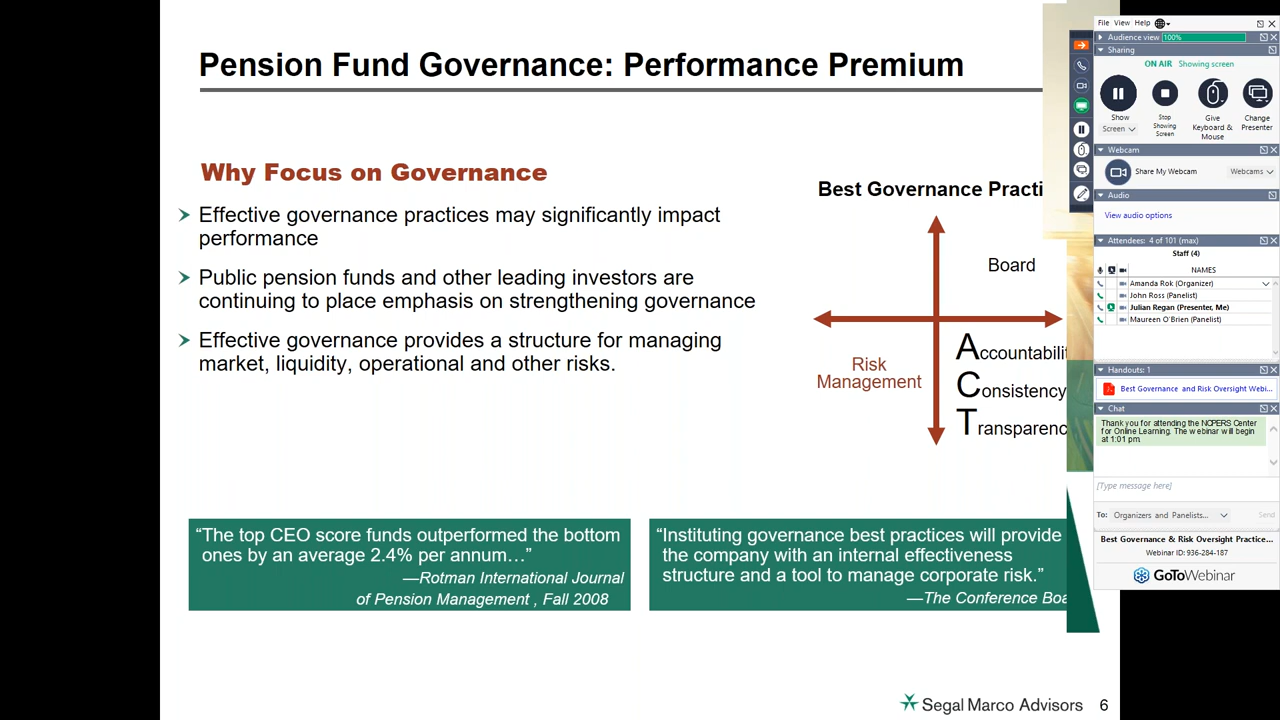 Pension Fund Governance: Performance Premium
Why Focus on Governance
Effective governance practices may significantly impact
performance
Public pension funds and other leading investors are
continuing to place emphasis on strengthening governance
Effective governance provides a structure for managing
market, liquidity, operational and other risks.
Best Governance Practi
Board
Risk
Management
Accountabilit
Consistency
Transparenc
“The top CEO score funds outperformed the bottom
ones by an average 2.4% per annum…”
—Rotman International Journal
of Pension Management , Fall 2008
“Instituting governance best practices will provide
the company with an internal effectiveness
structure and a tool to manage corporate risk.”
—The Conference Boa
Segal Marco Advisors 6
File View Help
Audience view 100%
Sharing
ON AIR Showing screen
Show
Screen
Stop
Showing
Screen
Give
Keyboard &
Mouse
Change
Presenter
Webcam
Share My Webcam
Webcams
Audio
View audio options
Attendees: 4 of 101 (max)
Staff (4)
NAMES
Amanda Rok (Organizer)
John Ross (Panelist)
Julian Regan (Presenter, Me)
Maureen O'Brien (Panelist)
Handouts: 1
Best Governance and Risk Oversight Webi...
Chat
Thank you for attending the NCPERS Center
for Online Learning. The webinar will begin
at 1:01 pm.
[Type message here]
To: Organizers and Panelists... Send
Best Governance & Risk Oversight Practice...
Webinar ID: 936-284-187
GoToWebinar